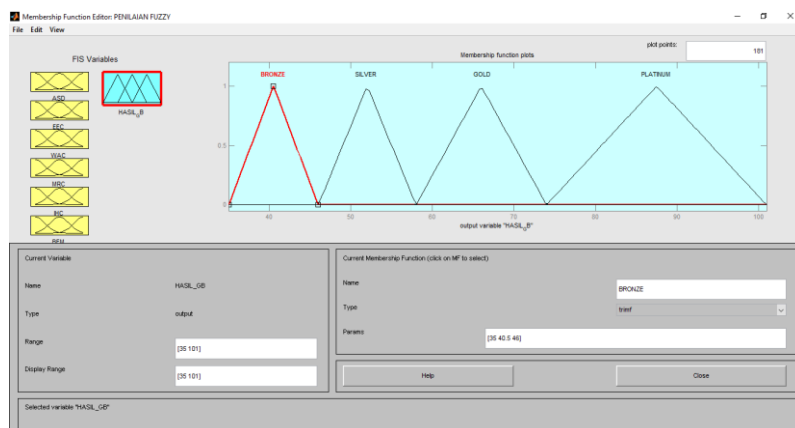 Membership Function Editor: PENILAIAN FUZZY
File Edit View
FIS Variables
ASD
EEC
WAC
MRC
IHC
BEM
HASIL_GB
Membership function plots
plot points:
181
BRONZE SILVER GOLD PLATINUM
1
0.5
0
40 50 60 70 80 90 100
output variable "HASIL_GB"
Current Variable
Name HASIL_GB
Type output
Range [35 101]
Display Range [35 101]
Current Membership Function (click on MF to select)
Name BRONZE
Type trimf
Params [35 40.5 46]
Help Close
Selected variable "HASIL_GB"